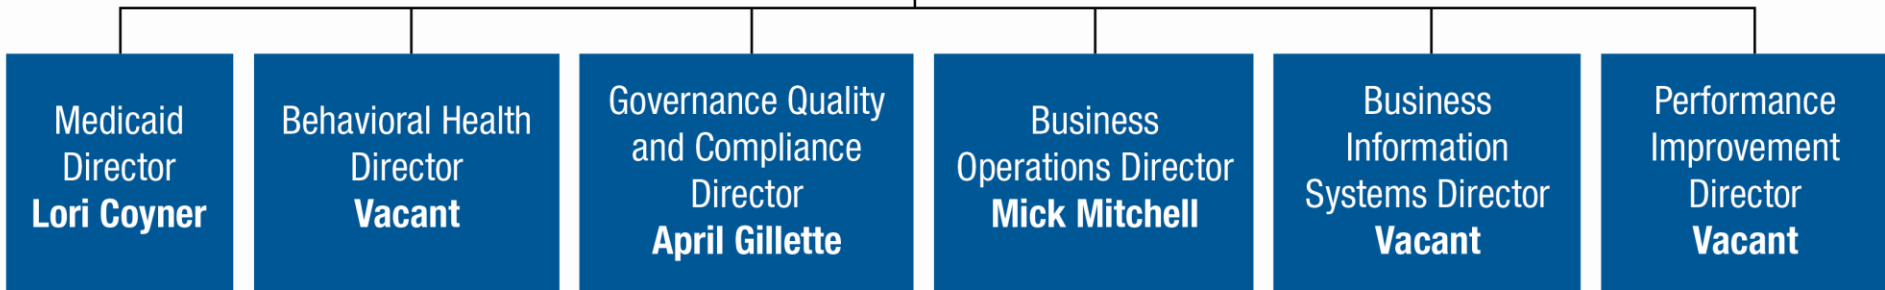 Medicaid
Director
Lori Coyner
Behavioral Health
Director
Vacant
Governance Quality
and Compliance
Director
April Gillette
Business
Operations Director
Mick Mitchell
Business
Information
Systems Director
Vacant
Performance
Improvement
Director
Vacant